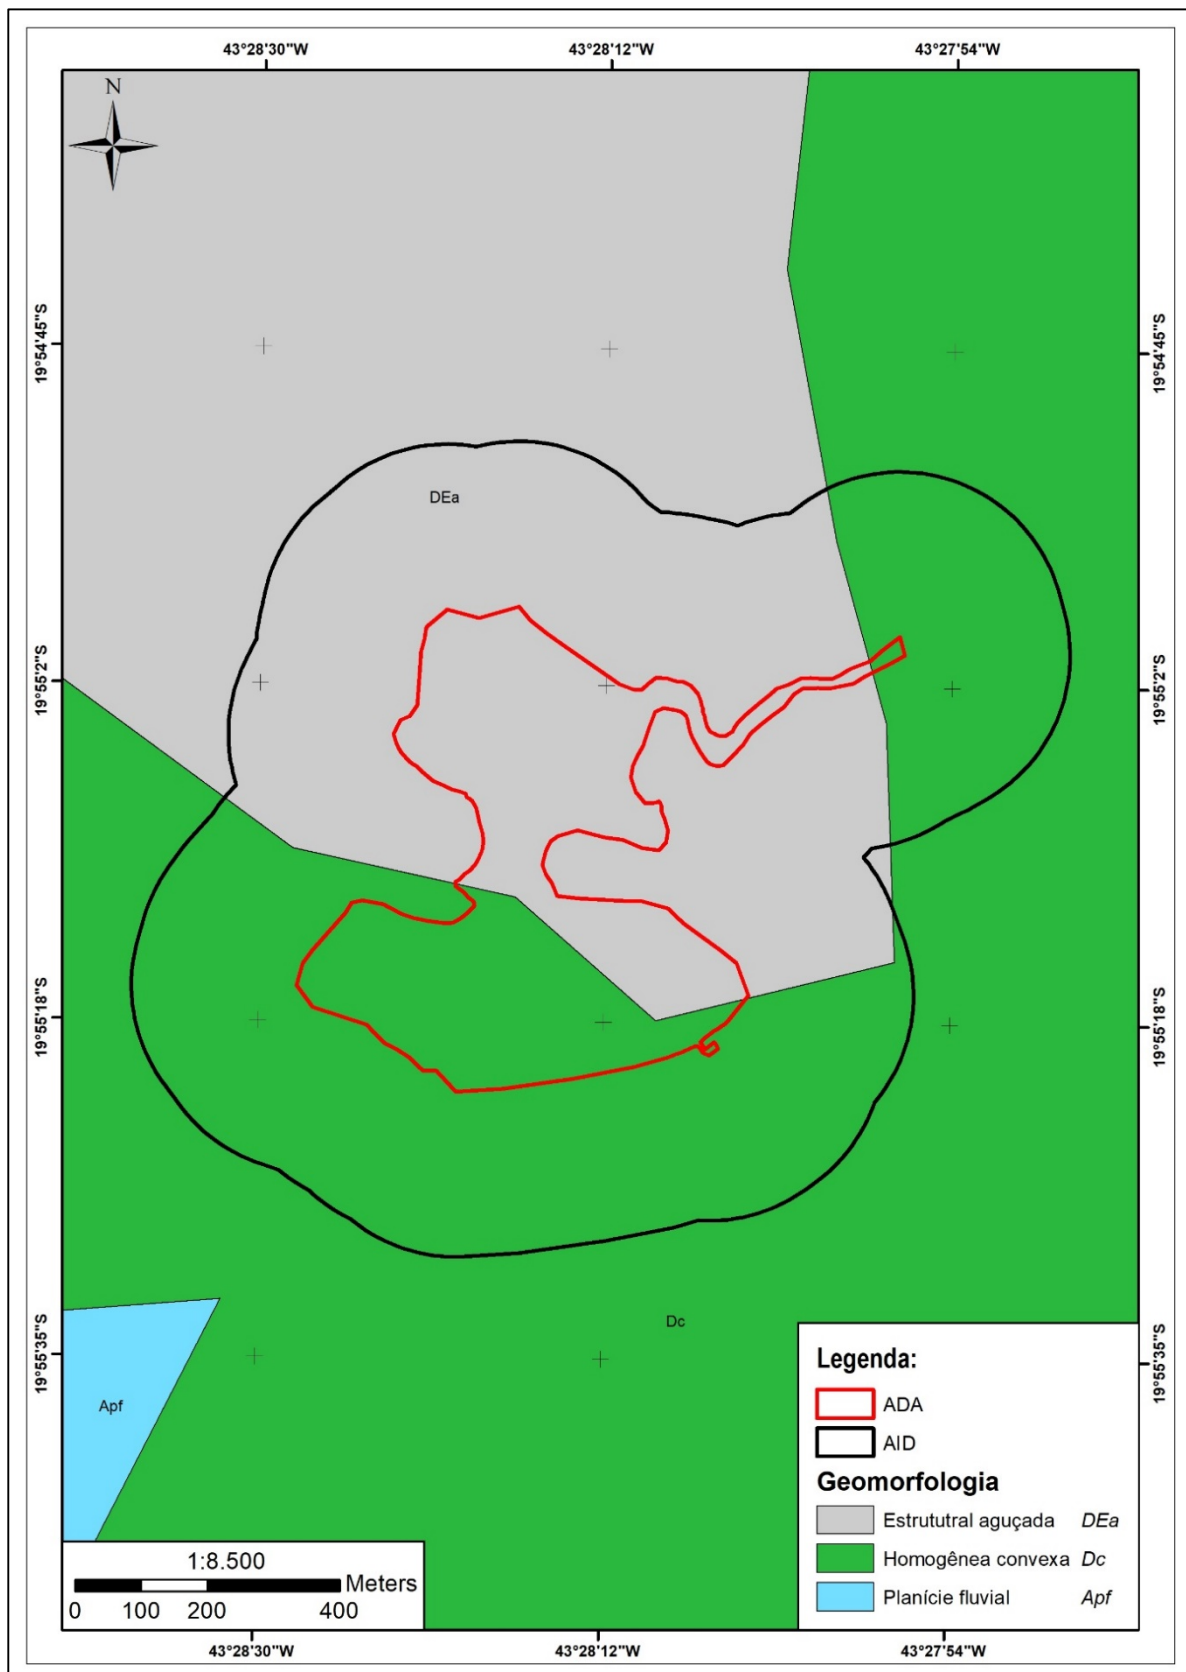 43°28'30"W 43°28'12"W 43°27'54"W
N
19°54'45"S 19°54'45"S
DEa
19°55'2"S 19°55'2"S
19°55'18"S 19°55'18"S
Dc
19°55'35"S 19°55'35"S
Apf
Legenda:
ADA
AID
Geomorfologia
Estrututral aguçada DEa
Homogênea convexa Dc
Planície fluvial Apf
1:8.500
Meters
0 100 200 400
43°28'30"W 43°28'12"W 43°27'54"W